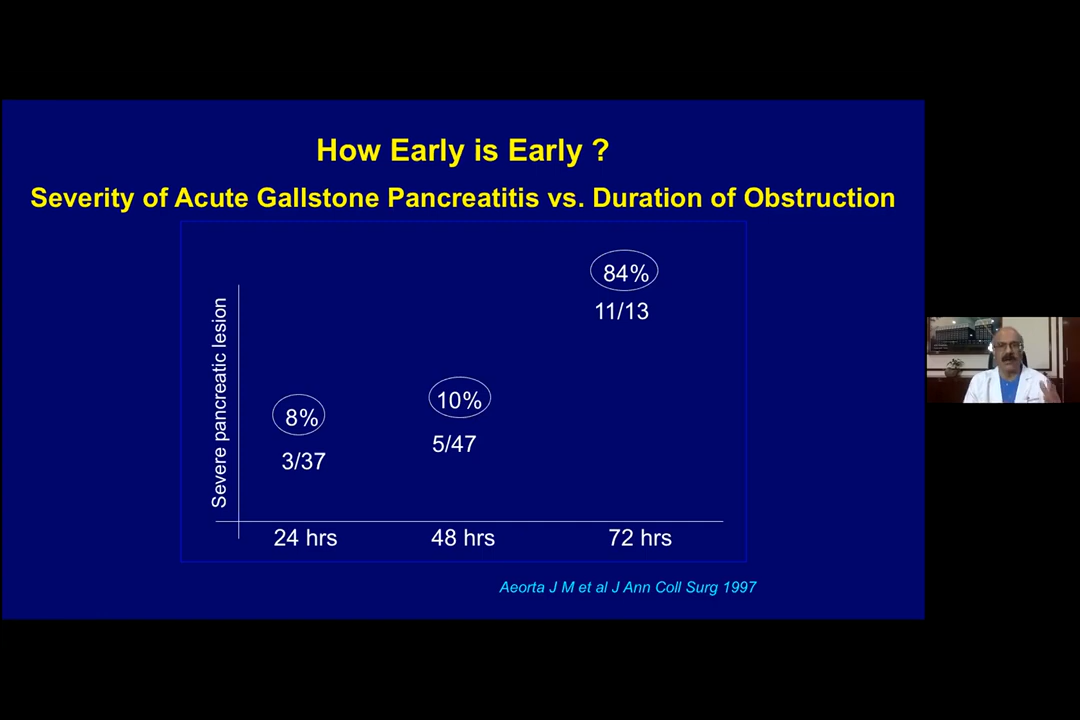 How Early is Early ?
Severity of Acute Gallstone Pancreatitis vs. Duration of Obstruction
Severe pancreatic lesion
84%
11/13
10%
5/47
8%
3/37
24 hrs 48 hrs 72 hrs
Aeorta J M et al J Ann Coll Surg 1997